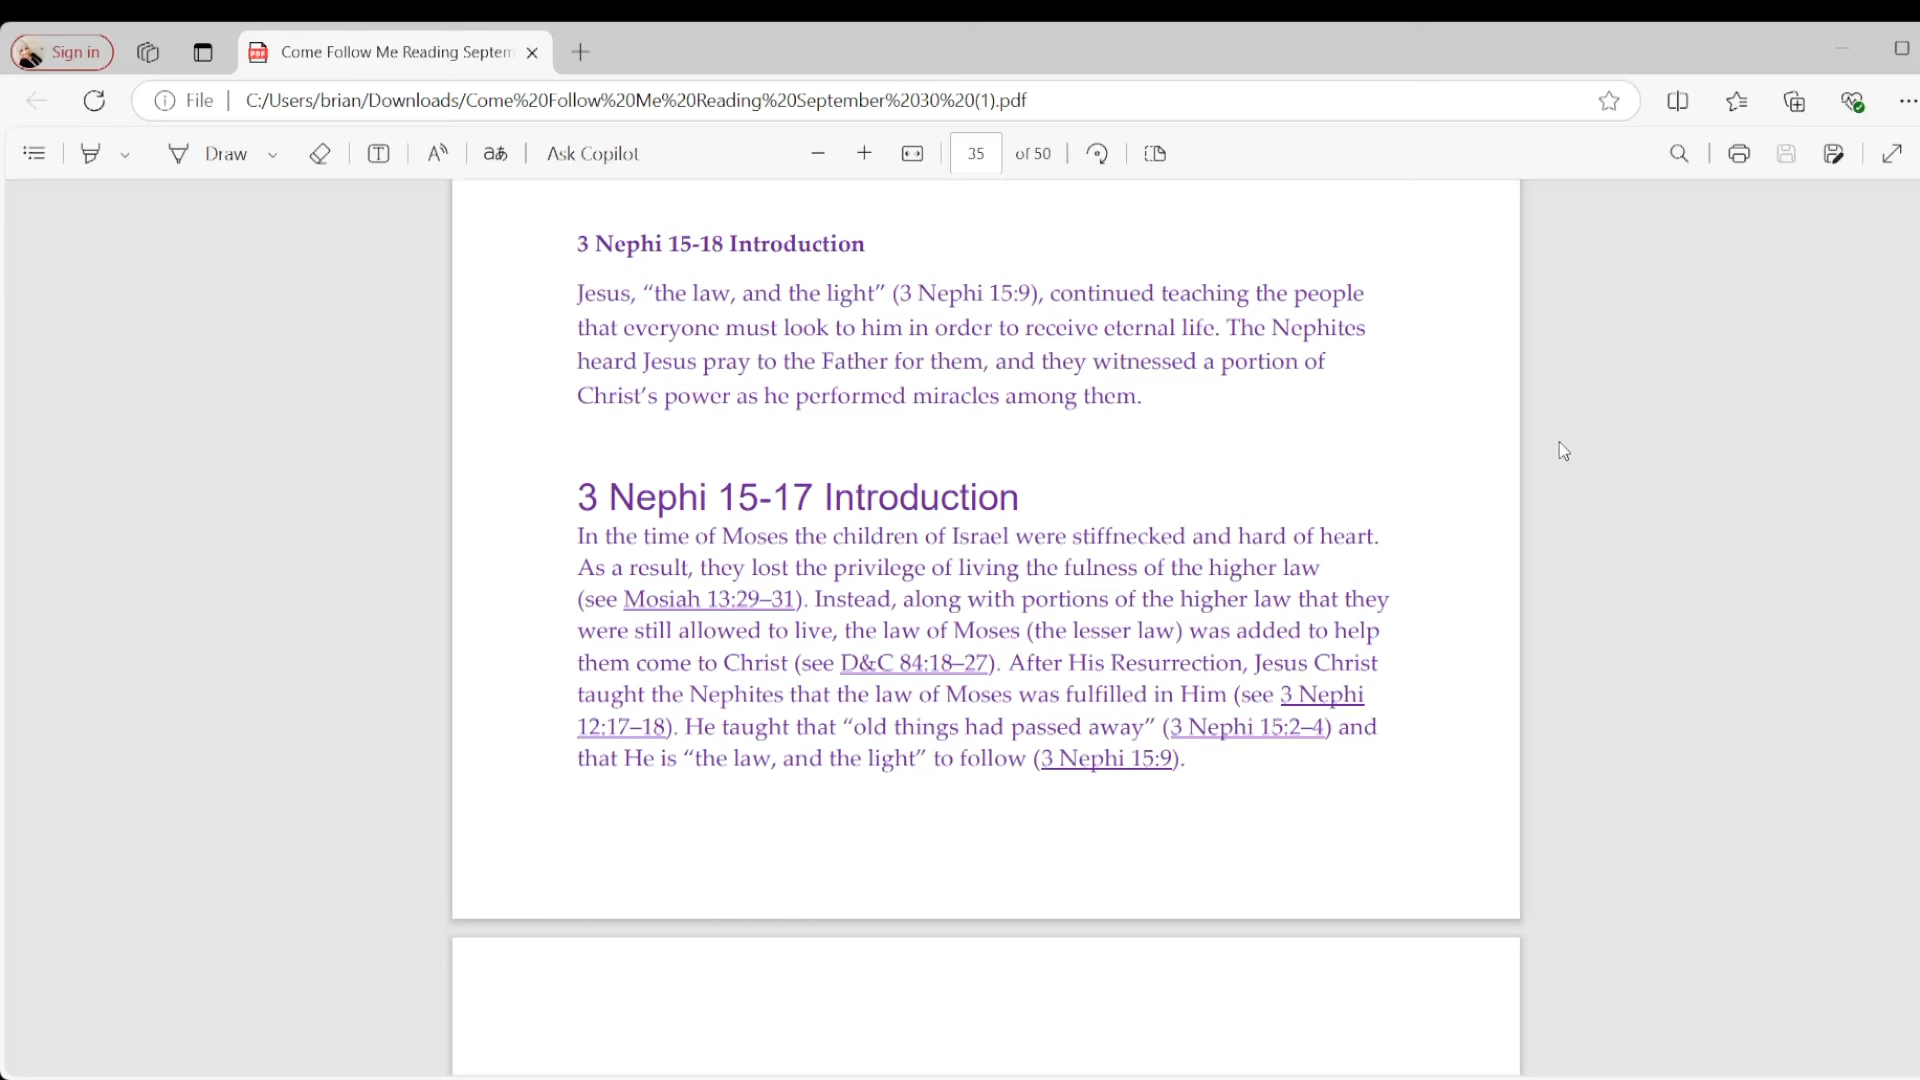 Sign in
Come Follow Me Reading Septem
File
C:/Users/brian/Downloads/Come%20Follow%20Me%20Reading%20September%2030%20(1).pdf
Draw
aあ
Ask Copilot
35 of 50
3 Nephi 15-18 Introduction
Jesus, “the law, and the light” (3 Nephi 15:9), continued teaching the people
that everyone must look to him in order to receive eternal life. The Nephites
heard Jesus pray to the Father for them, and they witnessed a portion of
Christ’s power as he performed miracles among them.
3 Nephi 15-17 Introduction
In the time of Moses the children of Israel were stiffnecked and hard of heart.
As a result, they lost the privilege of living the fulness of the higher law
(see Mosiah 13:29–31). Instead, along with portions of the higher law that they
were still allowed to live, the law of Moses (the lesser law) was added to help
them come to Christ (see D&C 84:18–27). After His Resurrection, Jesus Christ
taught the Nephites that the law of Moses was fulfilled in Him (see 3 Nephi
12:17–18). He taught that “old things had passed away” (3 Nephi 15:2–4) and
that He is “the law, and the light” to follow (3 Nephi 15:9).